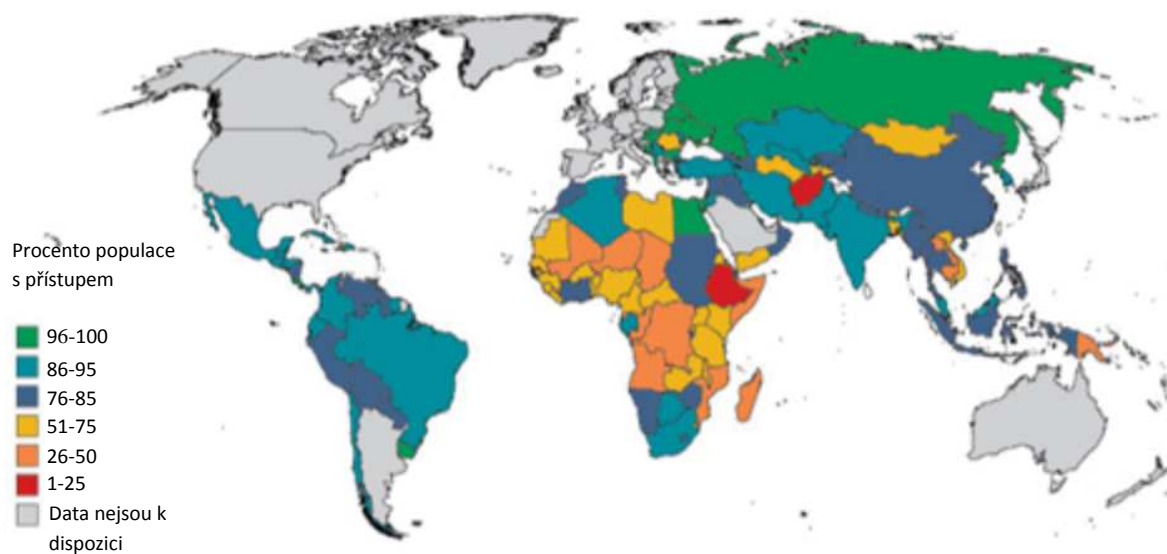 Procento populace
s přístupem
96-100
86-95
76-85
51-75
26-50
1-25
Data nejsou k
dispozici